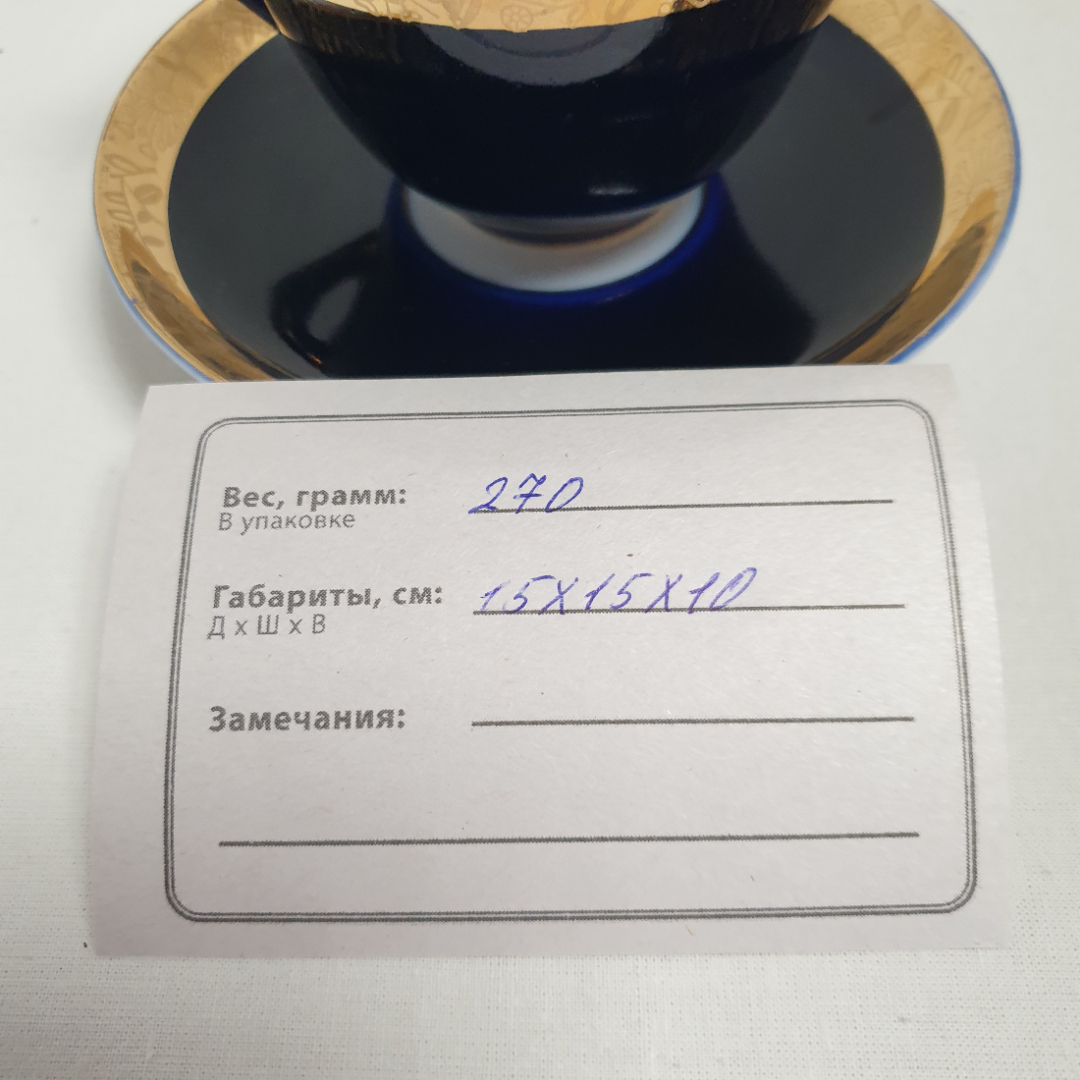 Вес, грамм: 270
В упаковке
Габариты, см: 15х15х10
Д х Ш х В
Замечания: